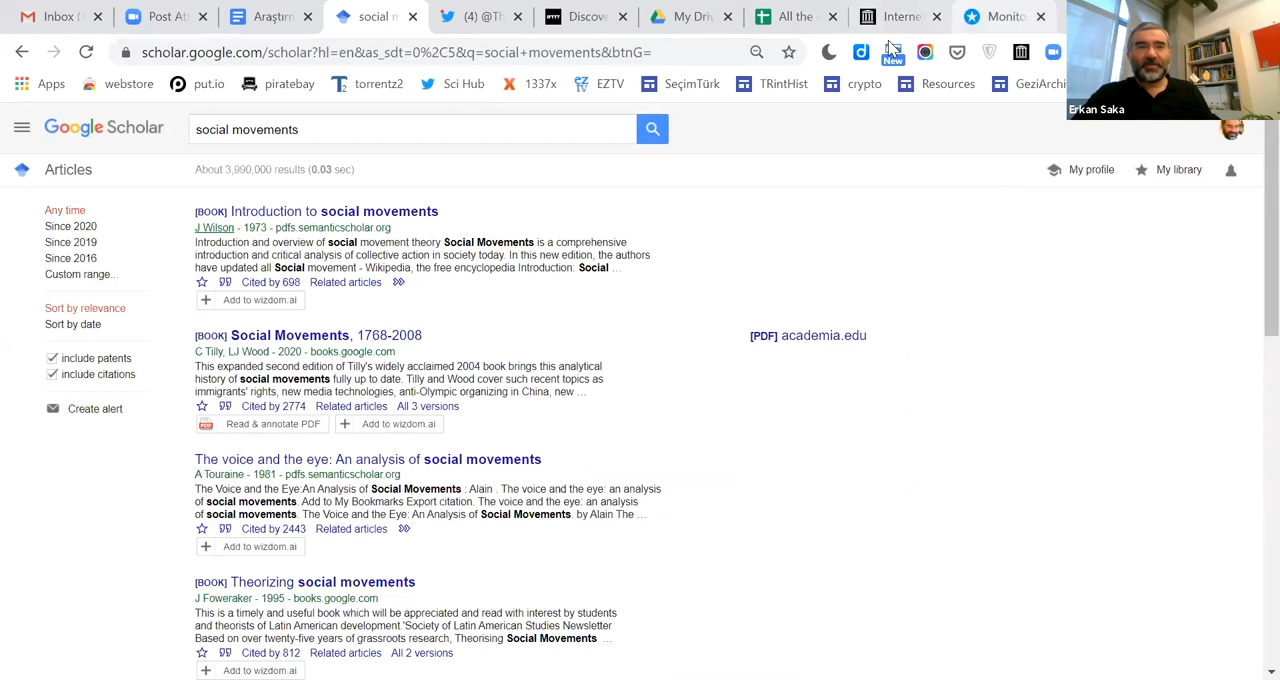 Inbox (
Post At
Araştırn
social m
(4) @Th
Discove
My Driv
All the
Interne
Monito
scholar.google.com/scholar?hl=en&as_sdt=0%2C5&q=social+movements&btnG=
New
Apps
webstore
put.io
piratebay
torrentz2
Sci Hub
1337x
EZTV
SeçimTürk
TRintHist
crypto
Resources
GeziArchi
Erkan Saka
Google Scholar
social movements
Articles
About 3,990,000 results (0.03 sec)
My profile
My library
Any time
Since 2020
Since 2019
Since 2016
Custom range...
Sort by relevance
Sort by date
include patents
include citations
Create alert
[BOOK] Introduction to social movements
J Wilson - 1973 - pdfs.semanticscholar.org
Introduction and overview of social movement theory Social Movements is a comprehensive
introduction and critical analysis of collective action in society today. In this new edition, the authors
have updated all Social movement - Wikipedia, the free encyclopedia Introduction: Social ...
Cited by 698 Related articles
Add to wizdom.ai
[BOOK] Social Movements, 1768-2008
[PDF] academia.edu
C Tilly, LJ Wood - 2020 - books.google.com
This expanded second edition of Tilly's widely acclaimed 2004 book brings this analytical
history of social movements fully up to date. Tilly and Wood cover such recent topics as
immigrants' rights, new media technologies, anti-Olympic organizing in China, new ...
Cited by 2774 Related articles All 3 versions
Read & annotate PDF
Add to wizdom.ai
The voice and the eye: An analysis of social movements
A Touraine - 1981 - pdfs.semanticscholar.org
The Voice and the Eye:An Analysis of Social Movements : Alain . The voice and the eye: an analysis
of social movements. Add to My Bookmarks Export citation. The voice and the eye: an analysis
of social movements. The Voice and the Eye: An Analysis of Social Movements. by Alain The ...
Cited by 2443 Related articles
Add to wizdom.ai
[BOOK] Theorizing social movements
J Foweraker - 1995 - books.google.com
This is a timely and useful book which will be appreciated and read with interest by students
and theorists of Latin American development.'Society of Latin American Studies Newsletter
Based on over twenty-five years of grassroots research, Theorising Social Movements ...
Cited by 812 Related articles All 2 versions
Add to wizdom.ai